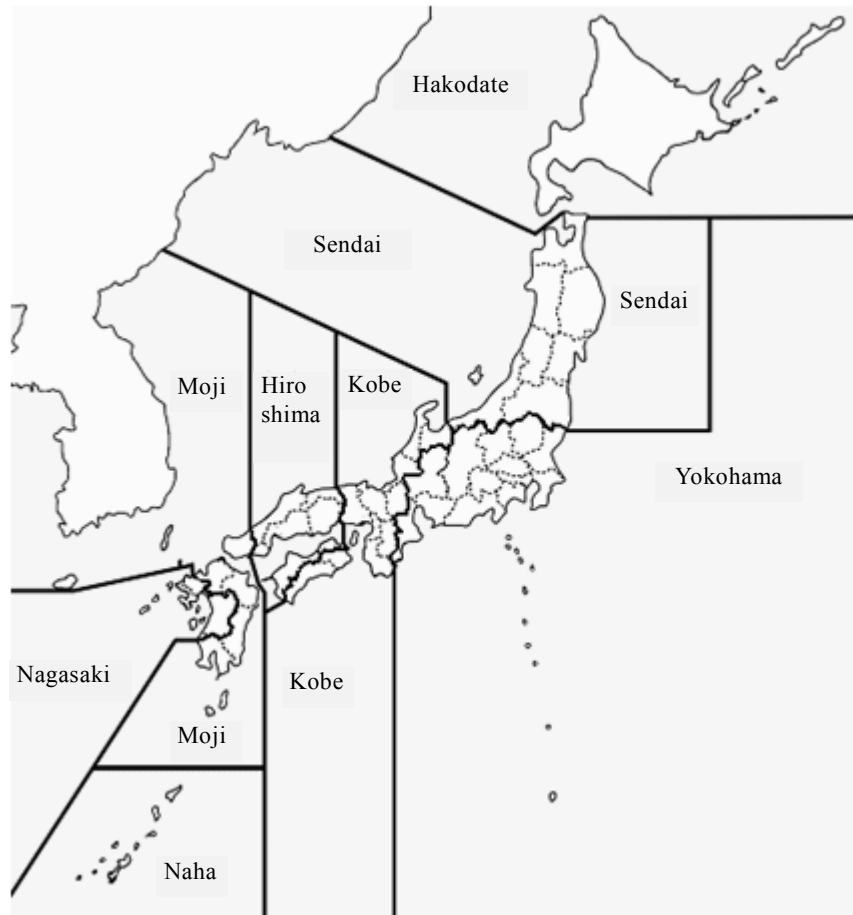 Hakodate
Sendai
Sendai
Moji
Hiro
shima
Kobe
Yokohama
Nagasaki
Kobe
Moji
Naha